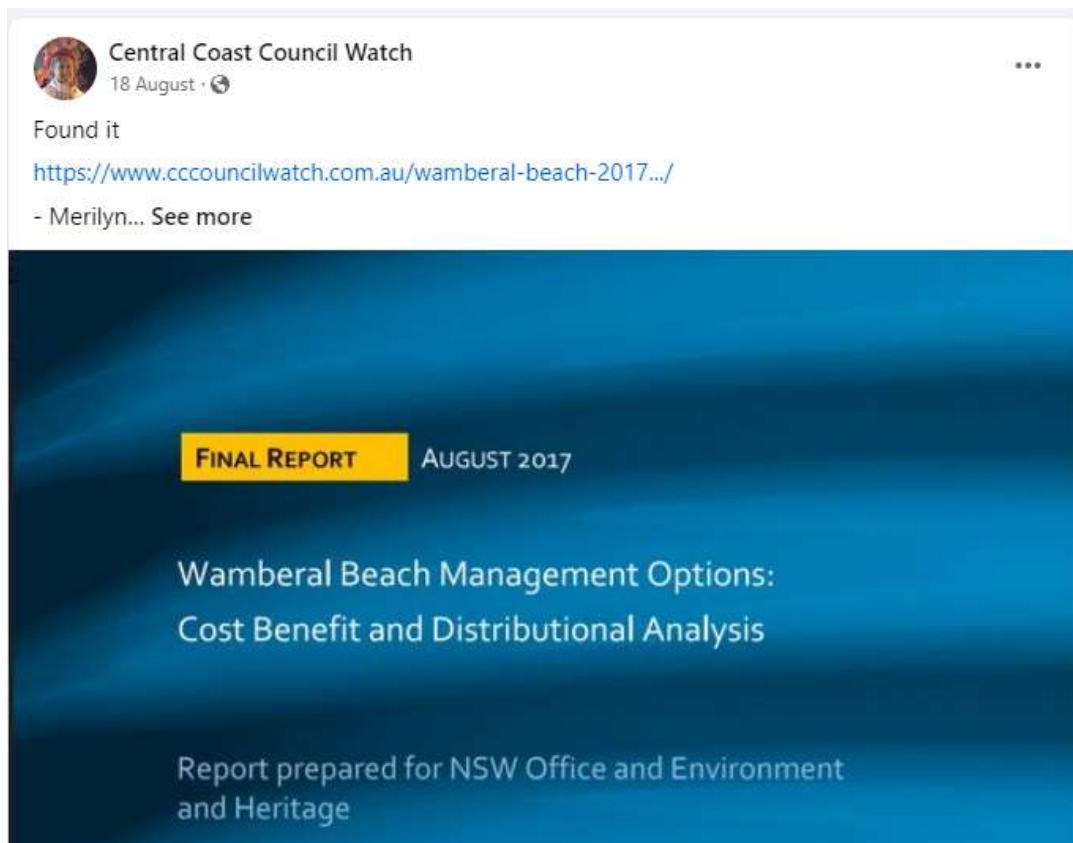 Central Coast Council Watch
18 August ·
Found it
https://www.cccouncilwatch.com.au/wamberal-beach-2017.../
- Merilyn... See more
FINAL REPORT AUGUST 2017
Wamberal Beach Management Options:
Cost Benefit and Distributional Analysis
Report prepared for NSW Office and Environment
and Heritage